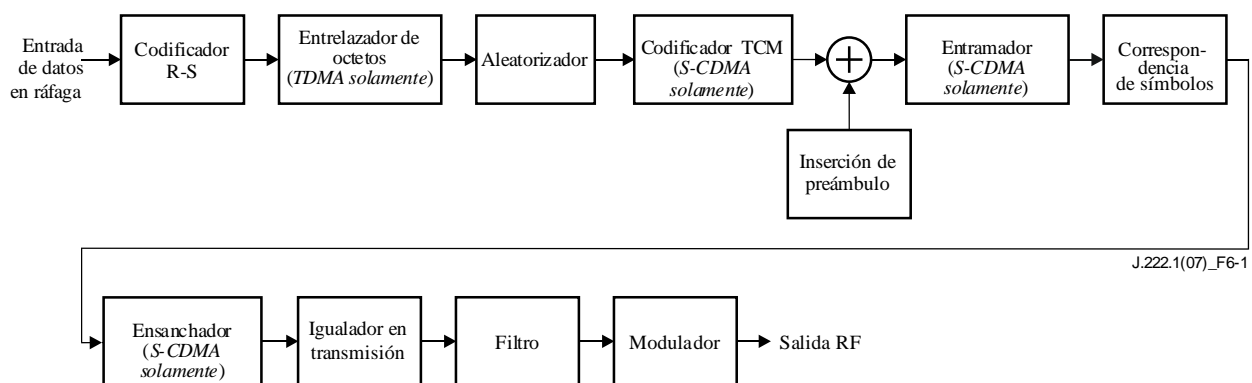 Entrada
de datos
en ráfaga
Codificador
R-S
Entrelazador de
octetos
(TDMA solamente)
Aleatorizador
Codificador TCM
(S-CDMA
solamente)
Entramador
(S-CDMA
solamente)
Correspon-
dencia
de símbolos
Inserción de
preámbulo
J.222.1(07)_F6-1
Ensanchador
(S-CDMA
solamente)
Igualador en
transmisión
Filtro
Modulador
Salida RF